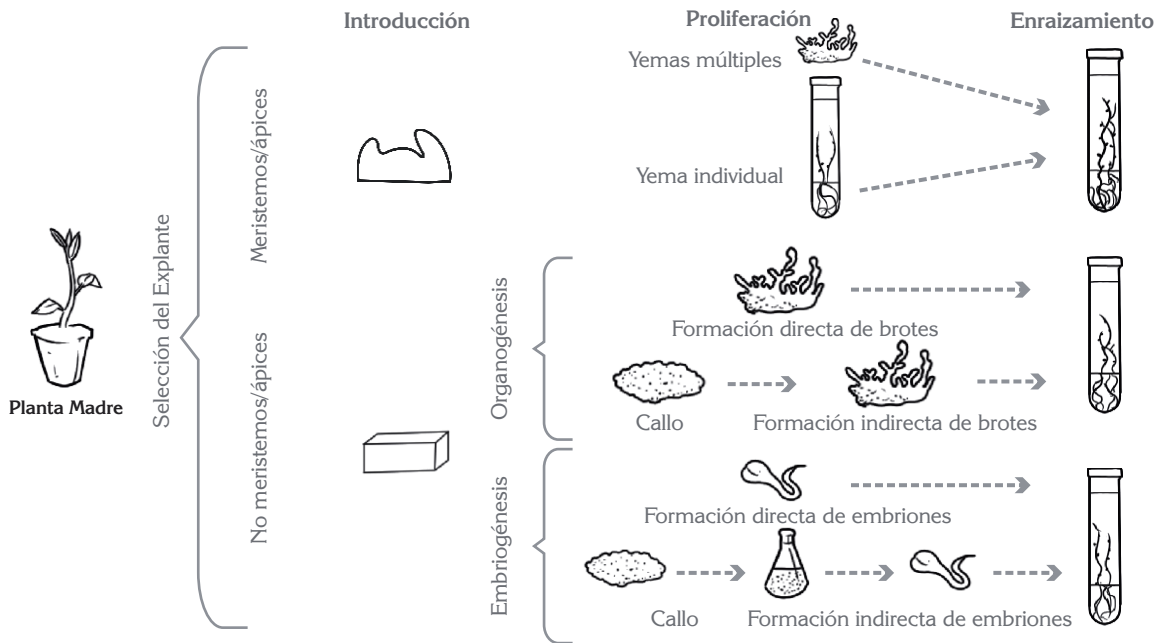 Introducción
Proliferación
Enraizamiento
Yemas múltiples
Meristemos/ápices
Yema individual
Selección del Explante
Planta Madre
Organogénesis
Formación directa de brotes
No meristemos/ápices
Callo
Formación indirecta de brotes
Embriogénesis
Formación directa de embriones
Callo
Formación indirecta de embriones